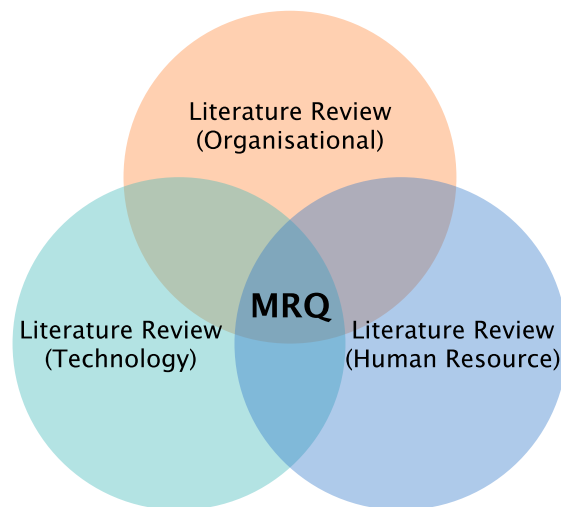 Literature Review
(Organisational)
MRQ
Literature Review
(Technology)
Literature Review
(Human Resource)